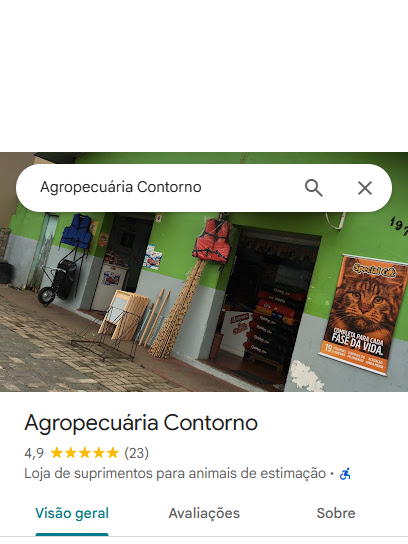 Agropecuária Contorno
197
Special Cat
COMPLETA PARA CADA
FASE DA VIDA.
19
Agropecuária Contorno
4,9 ★★★★★ (23)
Loja de suprimentos para animais de estimação ·
Visão geral Avaliações Sobre